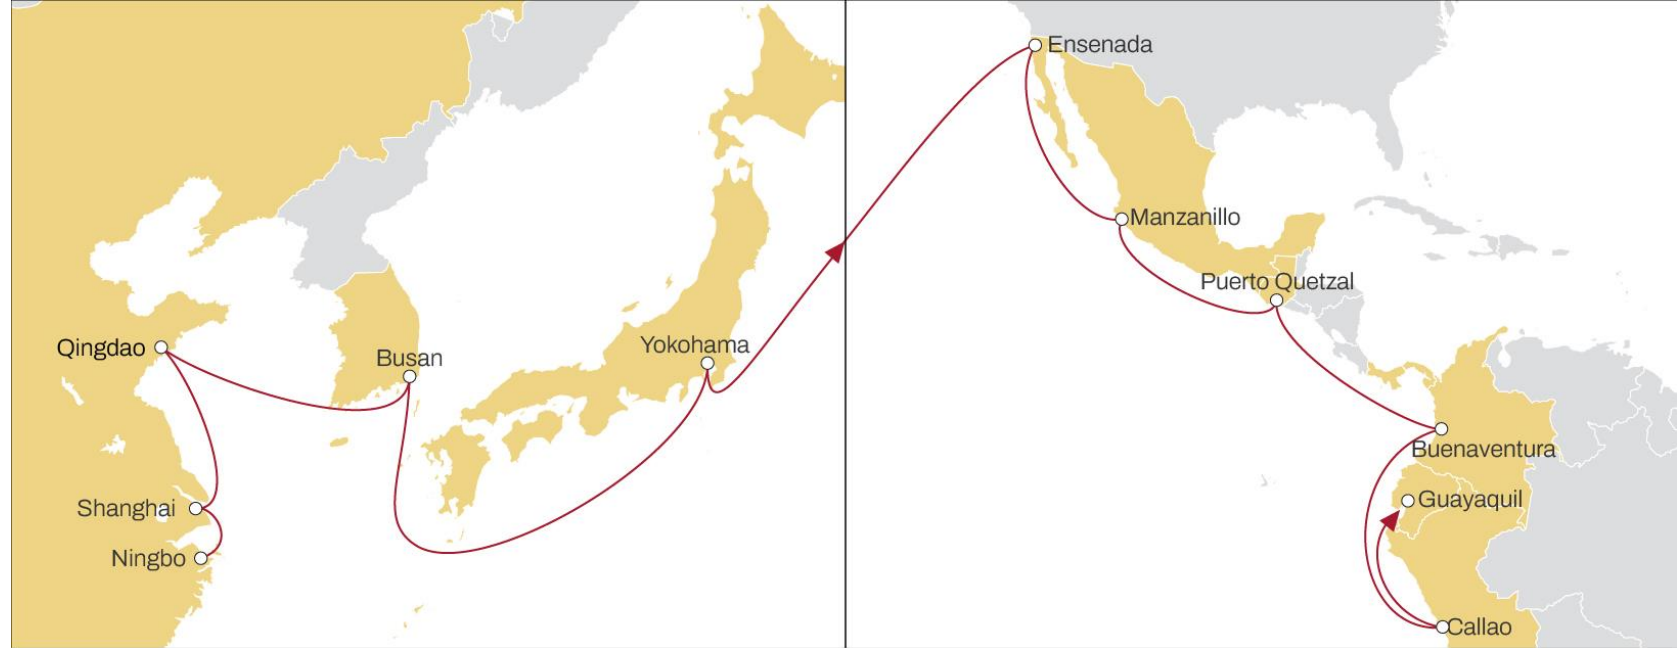 Qingdao
Busan
Yokohama
Shanghai
Ningbo
Ensenada
Manzanillo
Puerto Quetzal
Buenaventura
Guayaquil
Callao